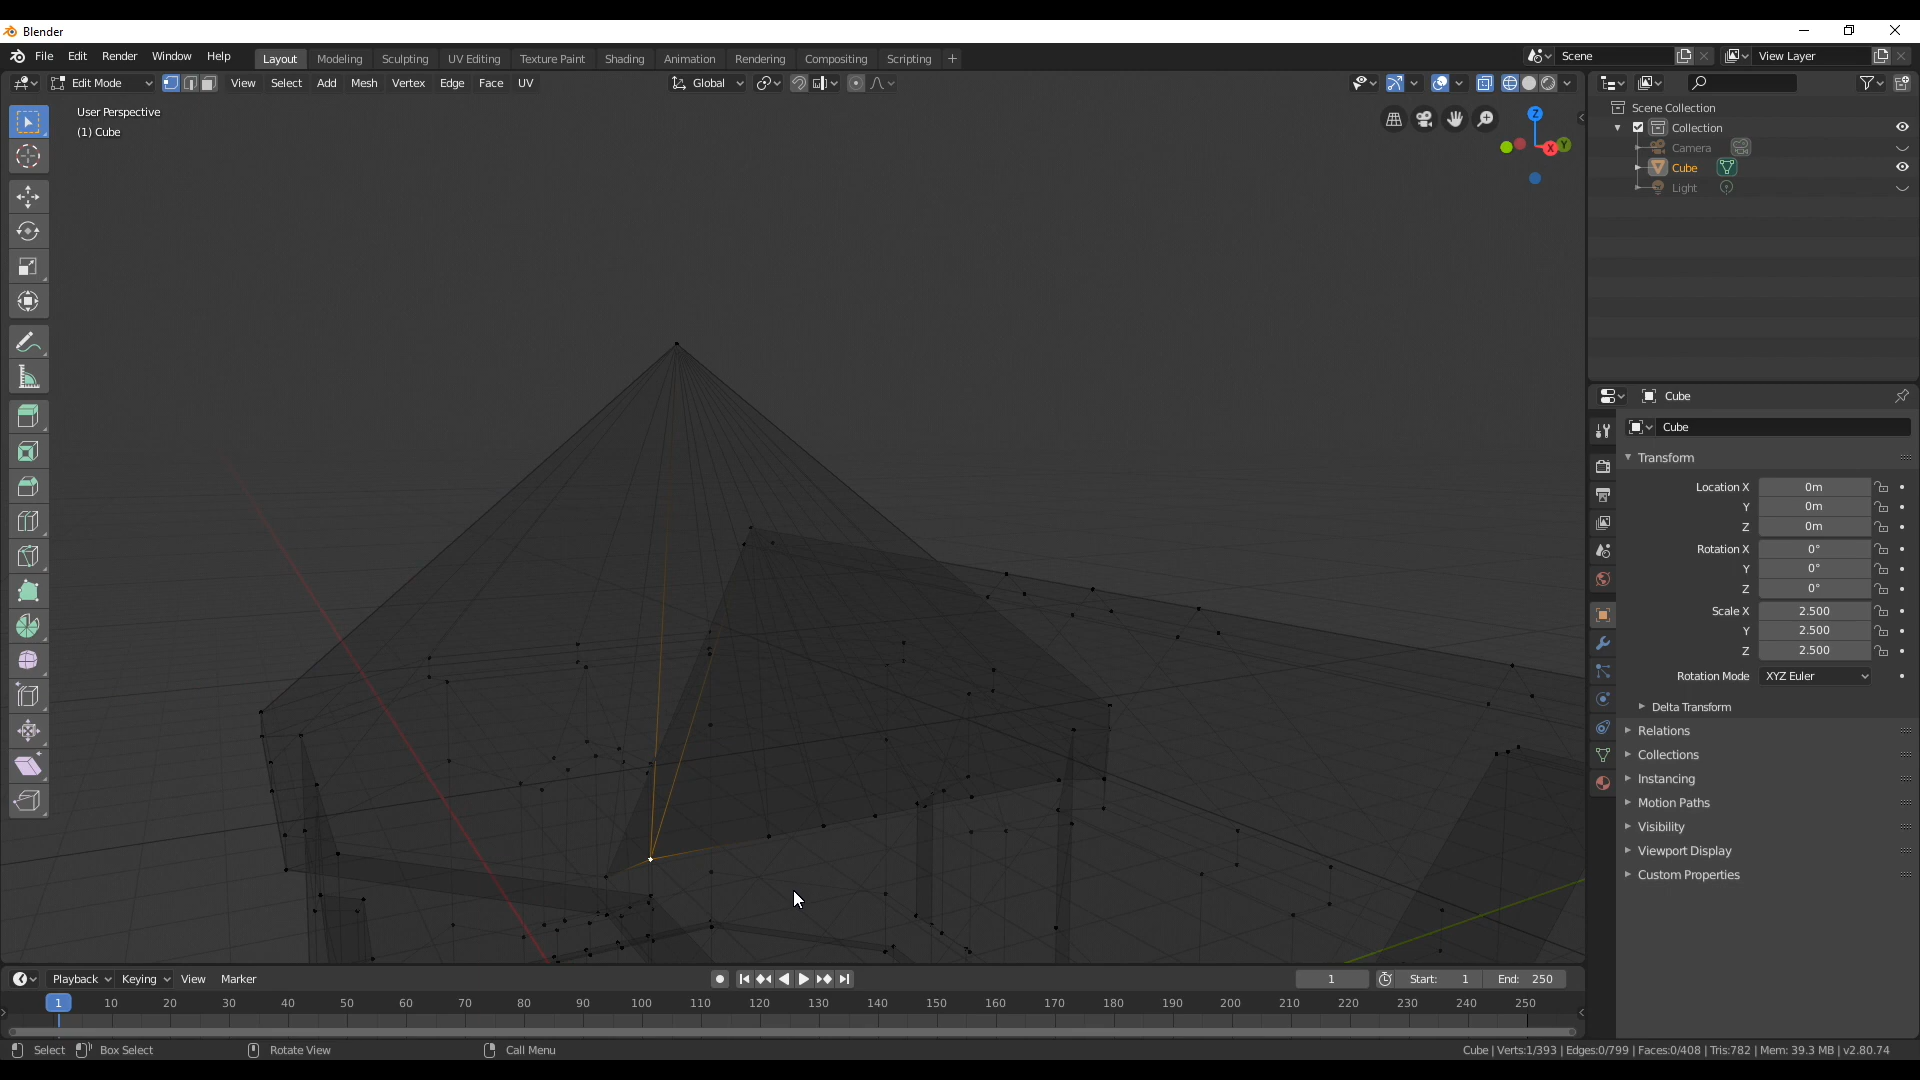 Blender
File Edit Render Window Help
Layout Modeling Sculpting UV Editing Texture Paint Shading Animation Rendering Compositing Scripting +
Scene
View Layer
Edit Mode
View Select Add Mesh Vertex Edge Face UV
Global
User Perspective
(1) Cube
Z
X
Y
Scene Collection
Collection
Camera
Cube
Light
Cube
Cube
Transform
Location X 0m
Y 0m
Z 0m
Rotation X 0°
Y 0°
Z 0°
Scale X 2.500
Y 2.500
Z 2.500
Rotation Mode XYZ Euler
Delta Transform
Relations
Collections
Instancing
Motion Paths
Visibility
Viewport Display
Custom Properties
Playback Keying View Marker
1
Start: 1
End: 250
1 10 20 30 40 50 60 70 80 90 100 110 120 130 140 150 160 170 180 190 200 210 220 230 240 250
Select Box Select Rotate View Call Menu
Cube | Verts:1/393 | Edges:0/799 | Faces:0/408 | Tris:782 | Mem: 39.3 MB | v2.80.74